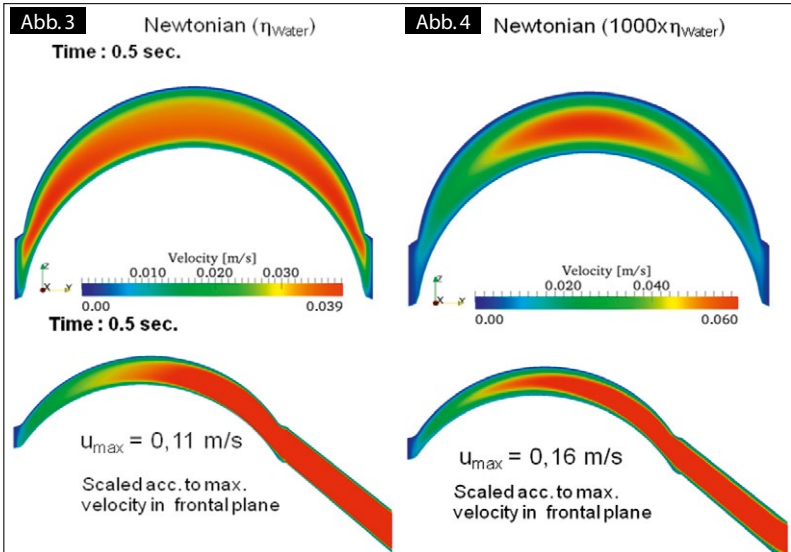 Abb. 3
Newtonian (ηWater)
Time : 0.5 sec.
Velocity [m/s]
0.010 0.020 0.030
0.00 0.039
Z
X Y
Time : 0.5 sec.
umax = 0,11 m/s
Scaled acc. to max.
velocity in frontal plane
Abb. 4
Newtonian (1000xηWater)
Velocity [m/s]
0.020 0.040
0.00 0.060
Z
X Y
umax = 0,16 m/s
Scaled acc. to max.
velocity in frontal plane